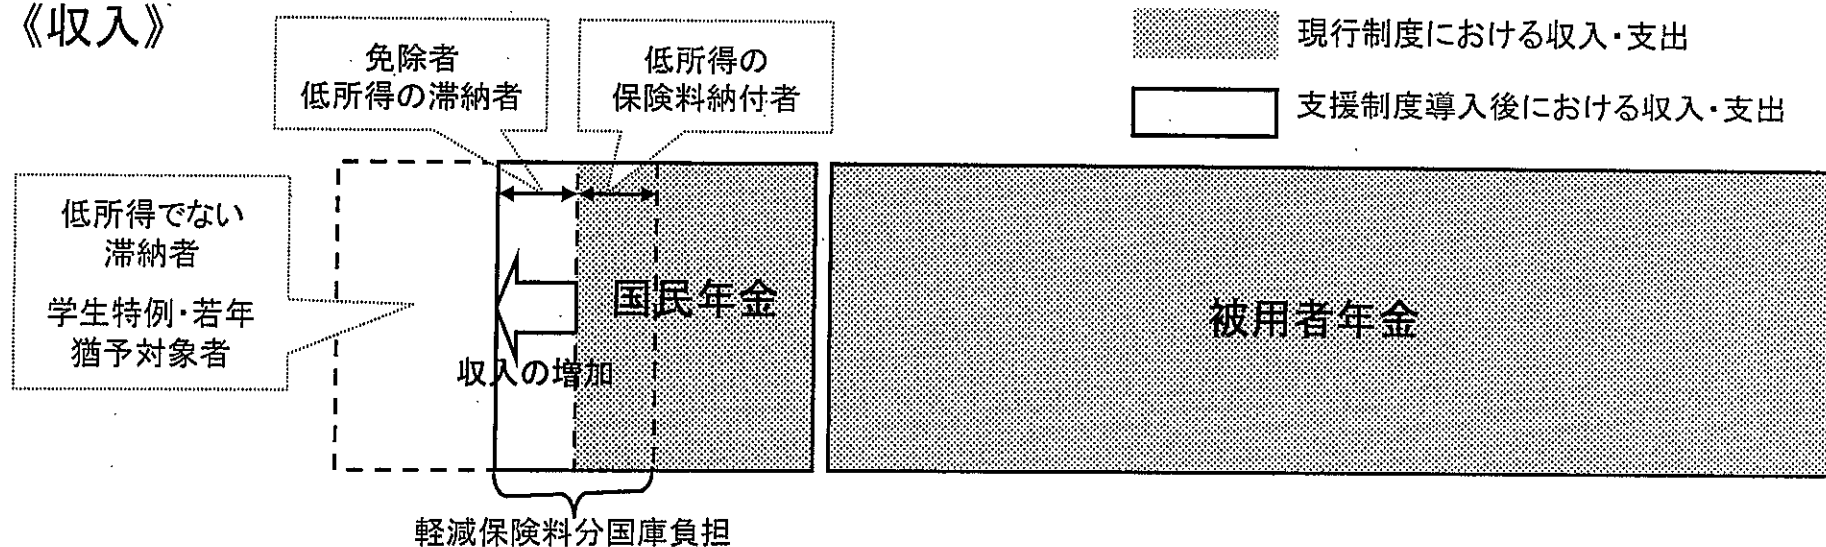 《収入》
免除者
低所得の滞納者
低所得の
保険料納付者
現行制度における収入・支出
支援制度導入後における収入・支出
低所得でない
滞納者
学生特例・若年
猶予対象者
国民年金
被用者年金
収入の増加
軽減保険料分国庫負担